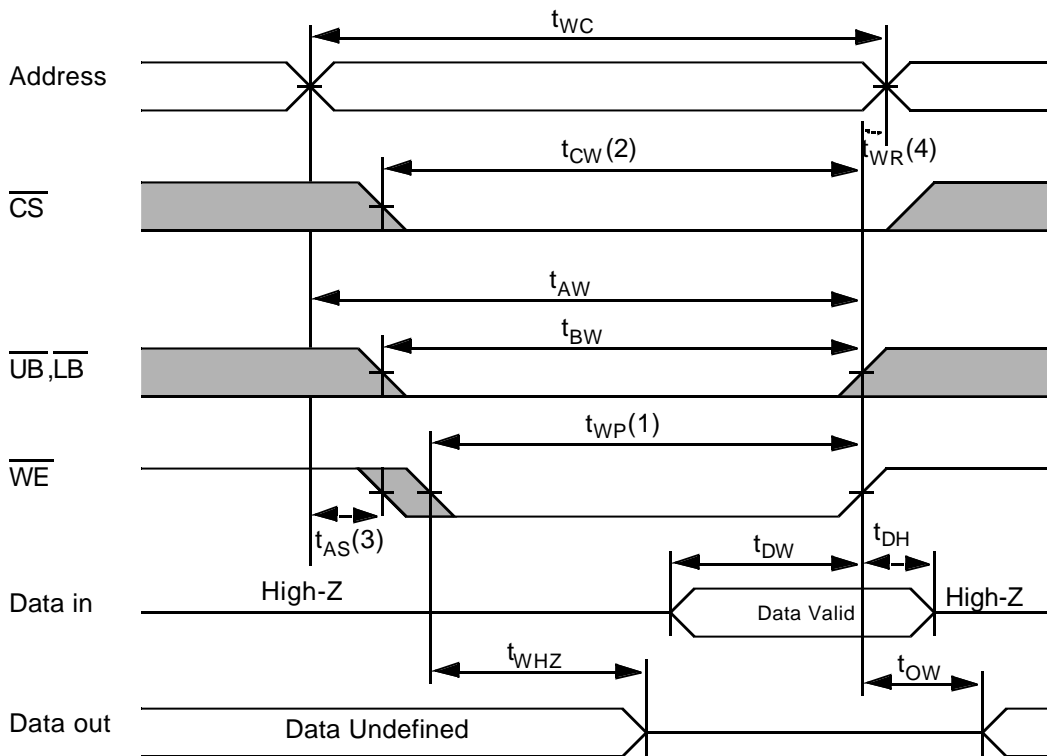 tWC
Address
tCW(2)
tWR(4)
CS
tAW
tBW
UB,LB
tWP(1)
WE
tAS(3)
tDW
tDH
Data in
High-Z
Data Valid
High-Z
tWHZ
tOW
Data out
Data Undefined